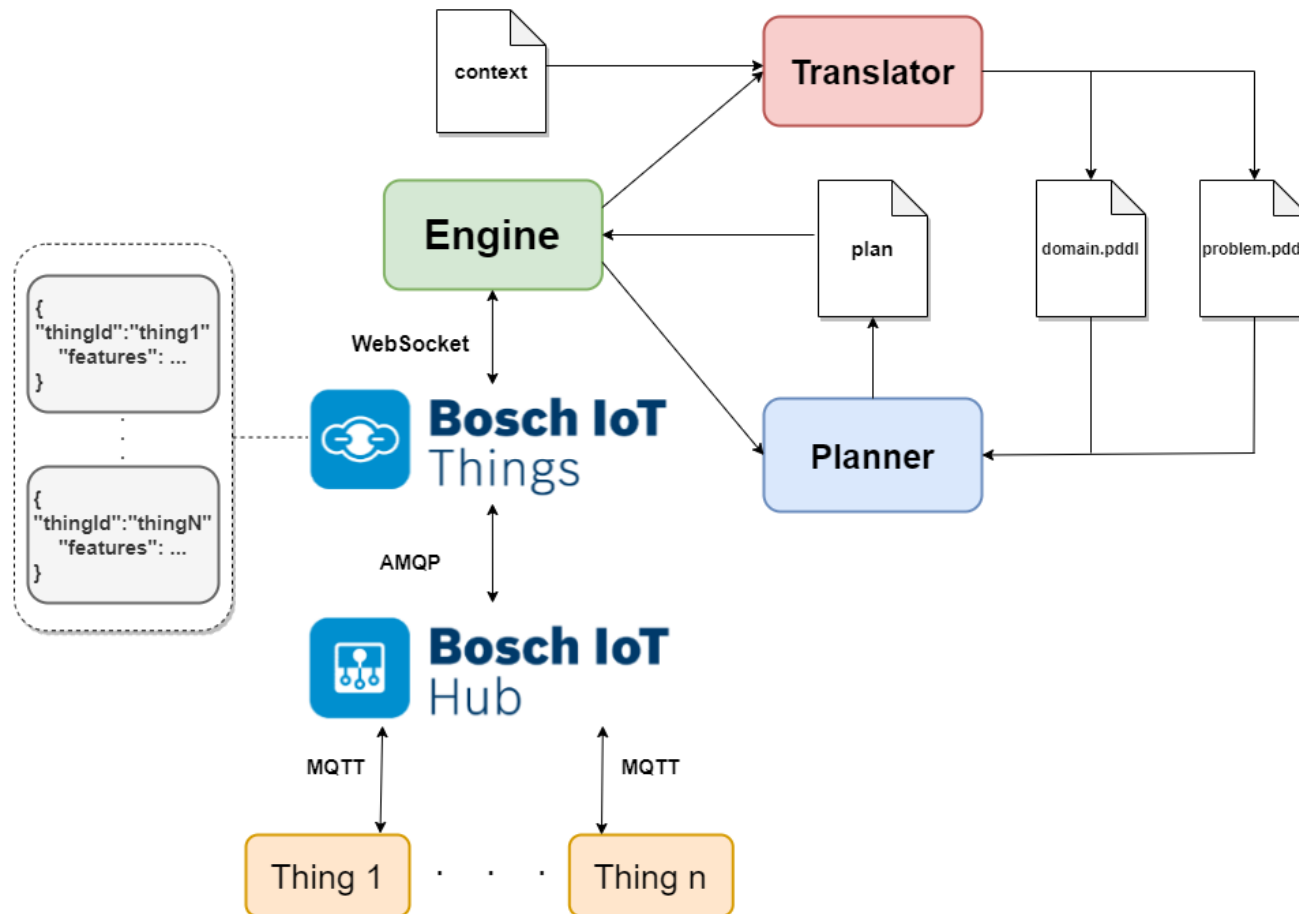 context
Translator
Engine
plan
domain.pddl
problem.pdd
{
"thingId":"thing1"
"features": ...
}
.
.
.
{
"thingId":"thingN"
"features": ...
}
WebSocket
Bosch IoT
Things
Planner
AMQP
Bosch IoT
Hub
MQTT
MQTT
Thing 1
. . .
Thing n